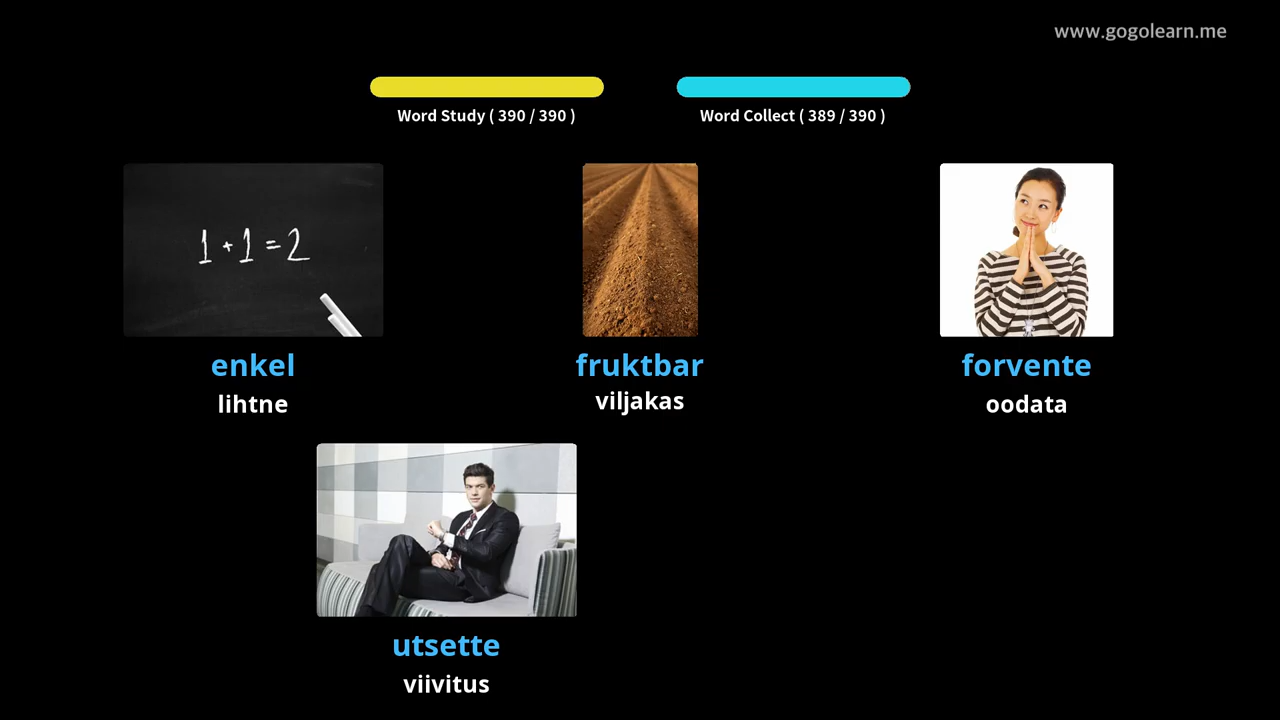 www.gogolearn.me
Word Study ( 390 / 390 )
Word Collect ( 389 / 390 )
1 + 1 = 2
enkel
lihtne
fruktbar
viljakas
forvente
oodata
utsette
viivitus